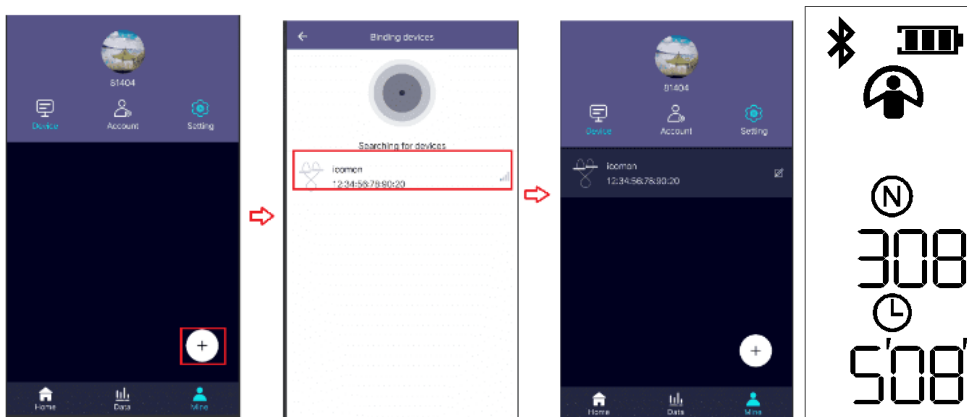 81404
Device Account Setting
+
Home Data Mine
Binding devices
Searching for devices
icomon
12:34:56:78:90:20
81404
Device Account Setting
icomon
12:34:56:78:90:20
+
Home Data Mine
N
308
5'08"